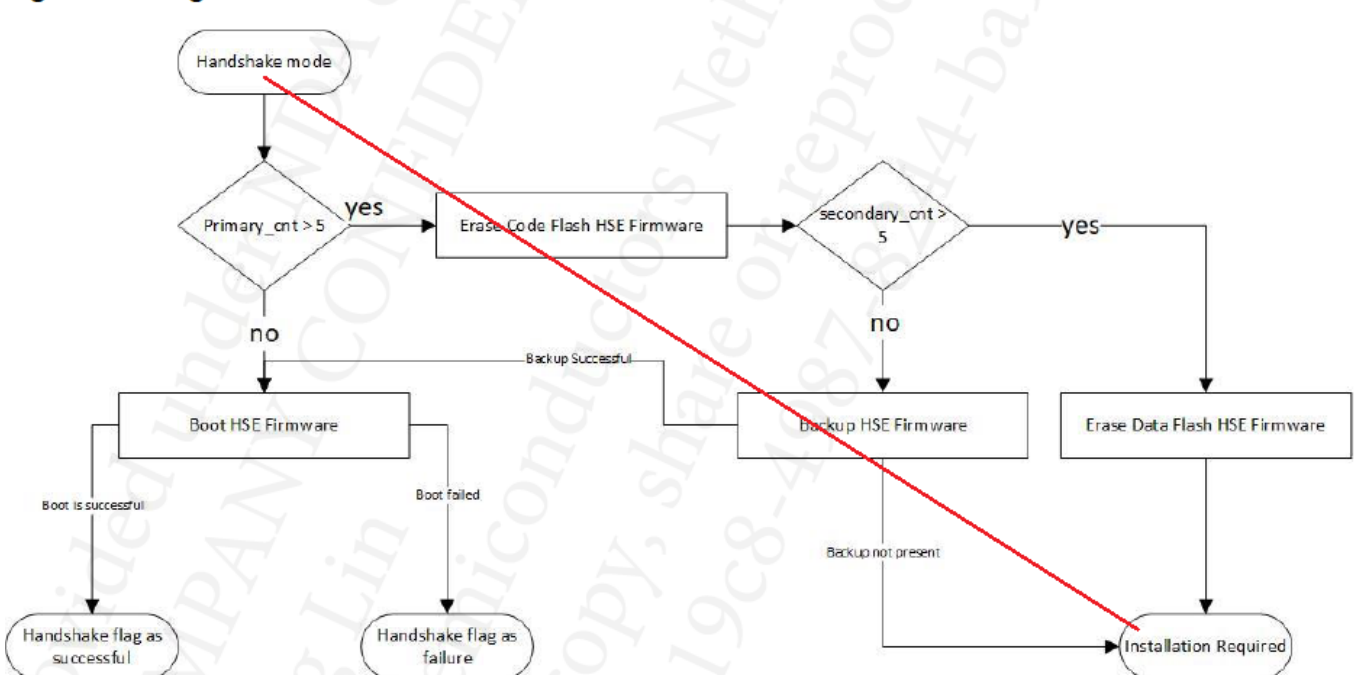 Handshake mode
Primary_cnt > 5
yes
Erase Code Flash HSE Firmware
secondary_cnt >
5
yes
no
no
Backup Successful
Boot HSE Firmware
Backup HSE Firmware
Erase Data Flash HSE Firmware
Boot is successful
Boot failed
Backup not present
Handshake flag as
successful
Handshake flag as
failure
Installation Required